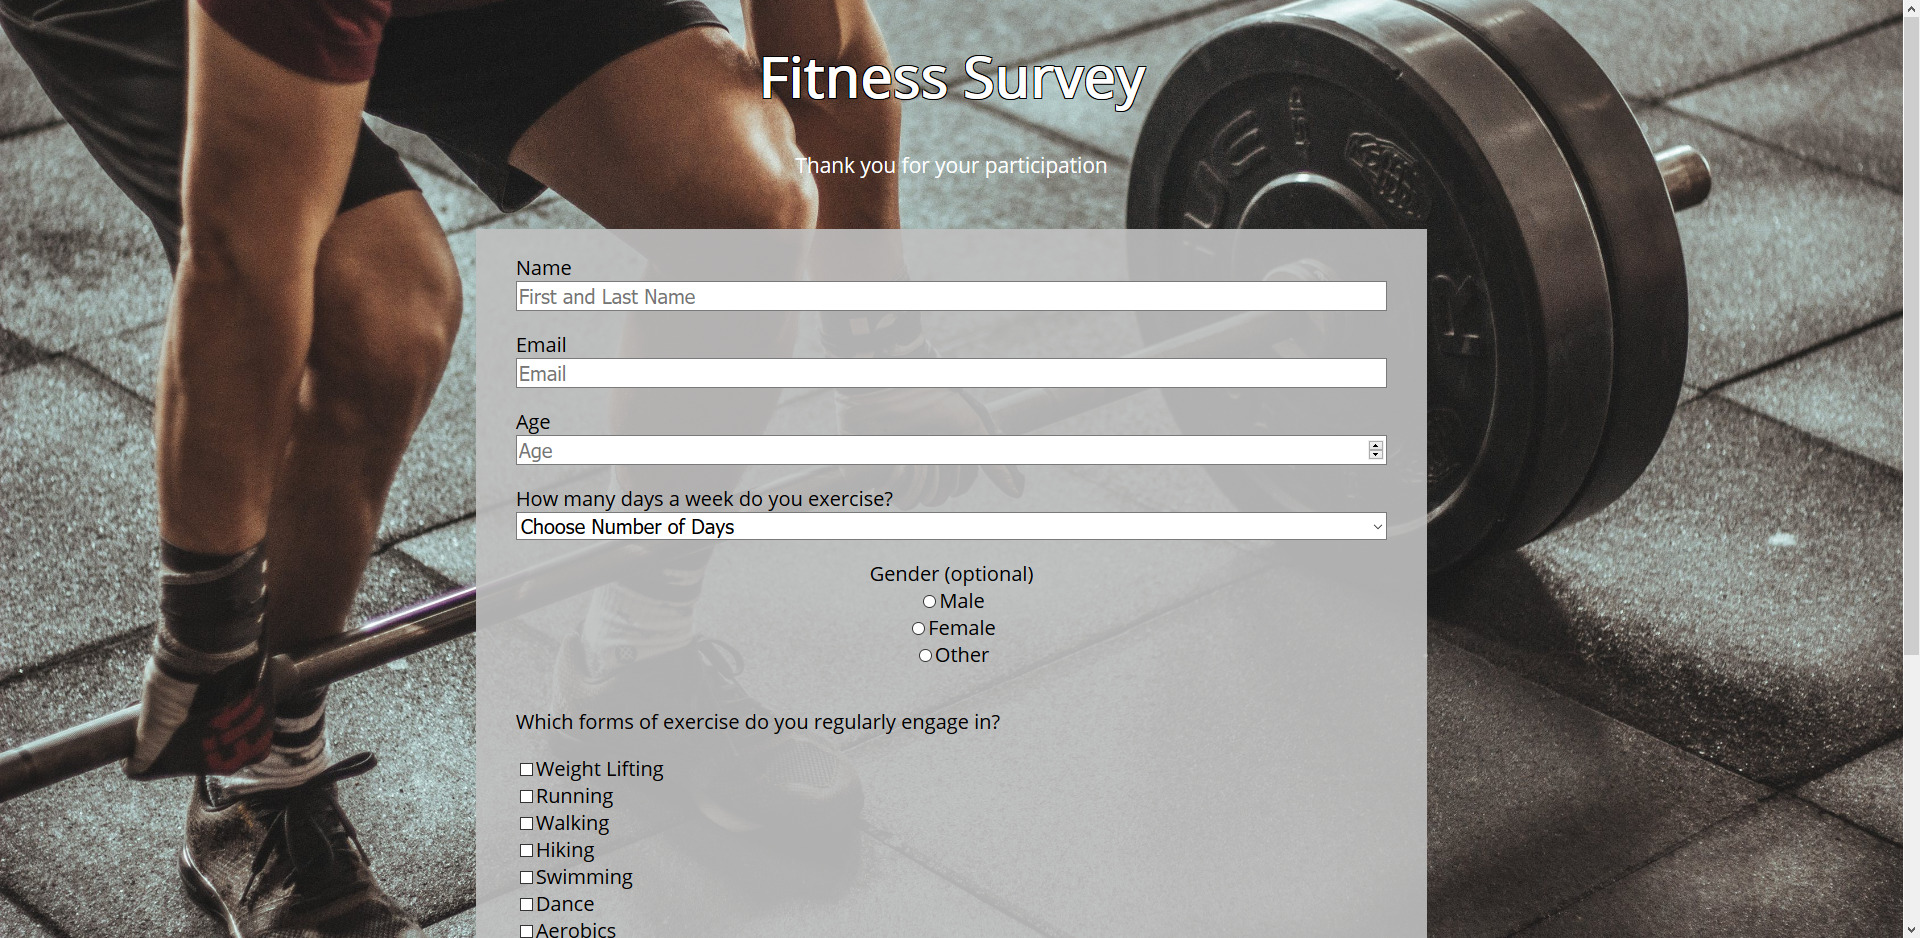 Fitness Survey
Thank you for your participation
Name
First and Last Name
Email
Email
Age
Age
How many days a week do you exercise?
Choose Number of Days
Gender (optional)
Male
Female
Other
Which forms of exercise do you regularly engage in?
Weight Lifting
Running
Walking
Hiking
Swimming
Dance
Aerobics